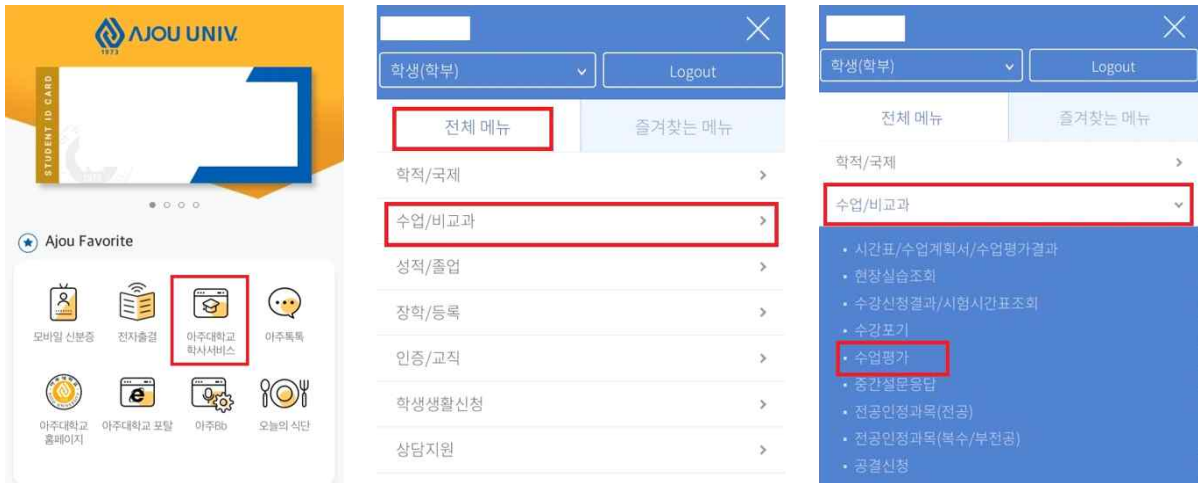 AJOU UNIV.
1973
STUDENT ID CARD
Ajou Favorite
모바일 신분증
전자출결
아주대학교
학사서비스
아주톡톡
아주대학교
홈페이지
아주대학교 포탈
아주Bb
오늘의 식단
학생(학부)
Logout
전체 메뉴
즐겨찾는 메뉴
학적/국제
수업/비교과
성적/졸업
장학/등록
인증/교직
학생생활신청
상담지원
학생(학부)
Logout
전체 메뉴
즐겨찾는 메뉴
학적/국제
수업/비교과
• 시간표/수업계획서/수업평가결과
• 현장실습조회
• 수강신청결과/시험시간표조회
• 수강포기
• 수업평가
• 중간설문응답
• 전공인정과목(전공)
• 전공인정과목(복수/부전공)
• 공결신청